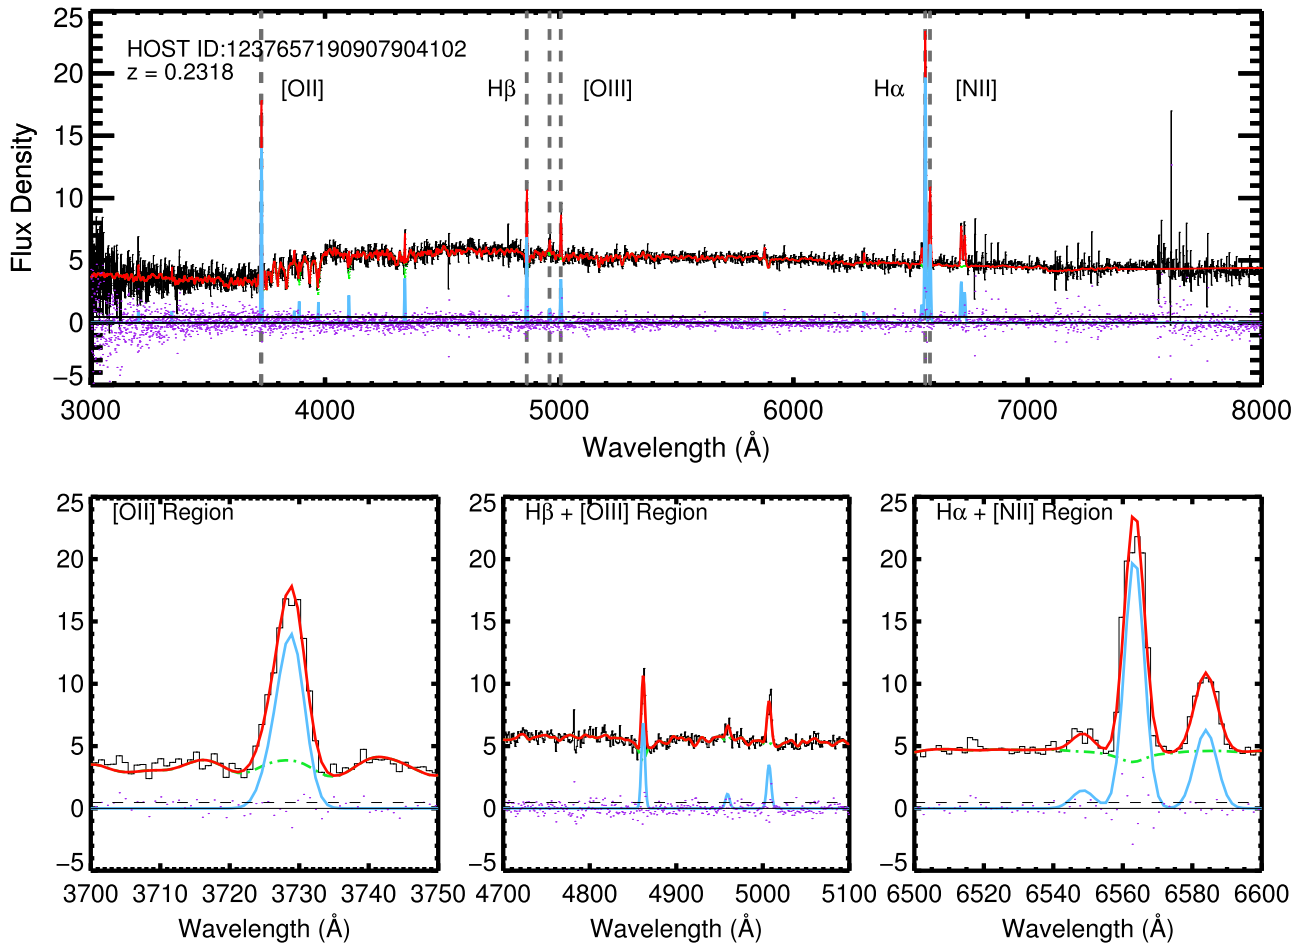 HOST ID:1237657190907904102
z = 0.2318
[OII]
Hβ
[OIII]
Hα
[NII]
25
20
15
10
5
0
−5
Flux Density
3000 4000 5000 6000 7000 8000
Wavelength (Å)
[OII] Region
25
20
15
10
5
0
−5
3700 3710 3720 3730 3740 3750
Wavelength (Å)
Hβ + [OIII] Region
25
20
15
10
5
0
−5
4700 4800 4900 5000 5100
Wavelength (Å)
Hα + [NII] Region
25
20
15
10
5
0
−5
6500 6520 6540 6560 6580 6600
Wavelength (Å)